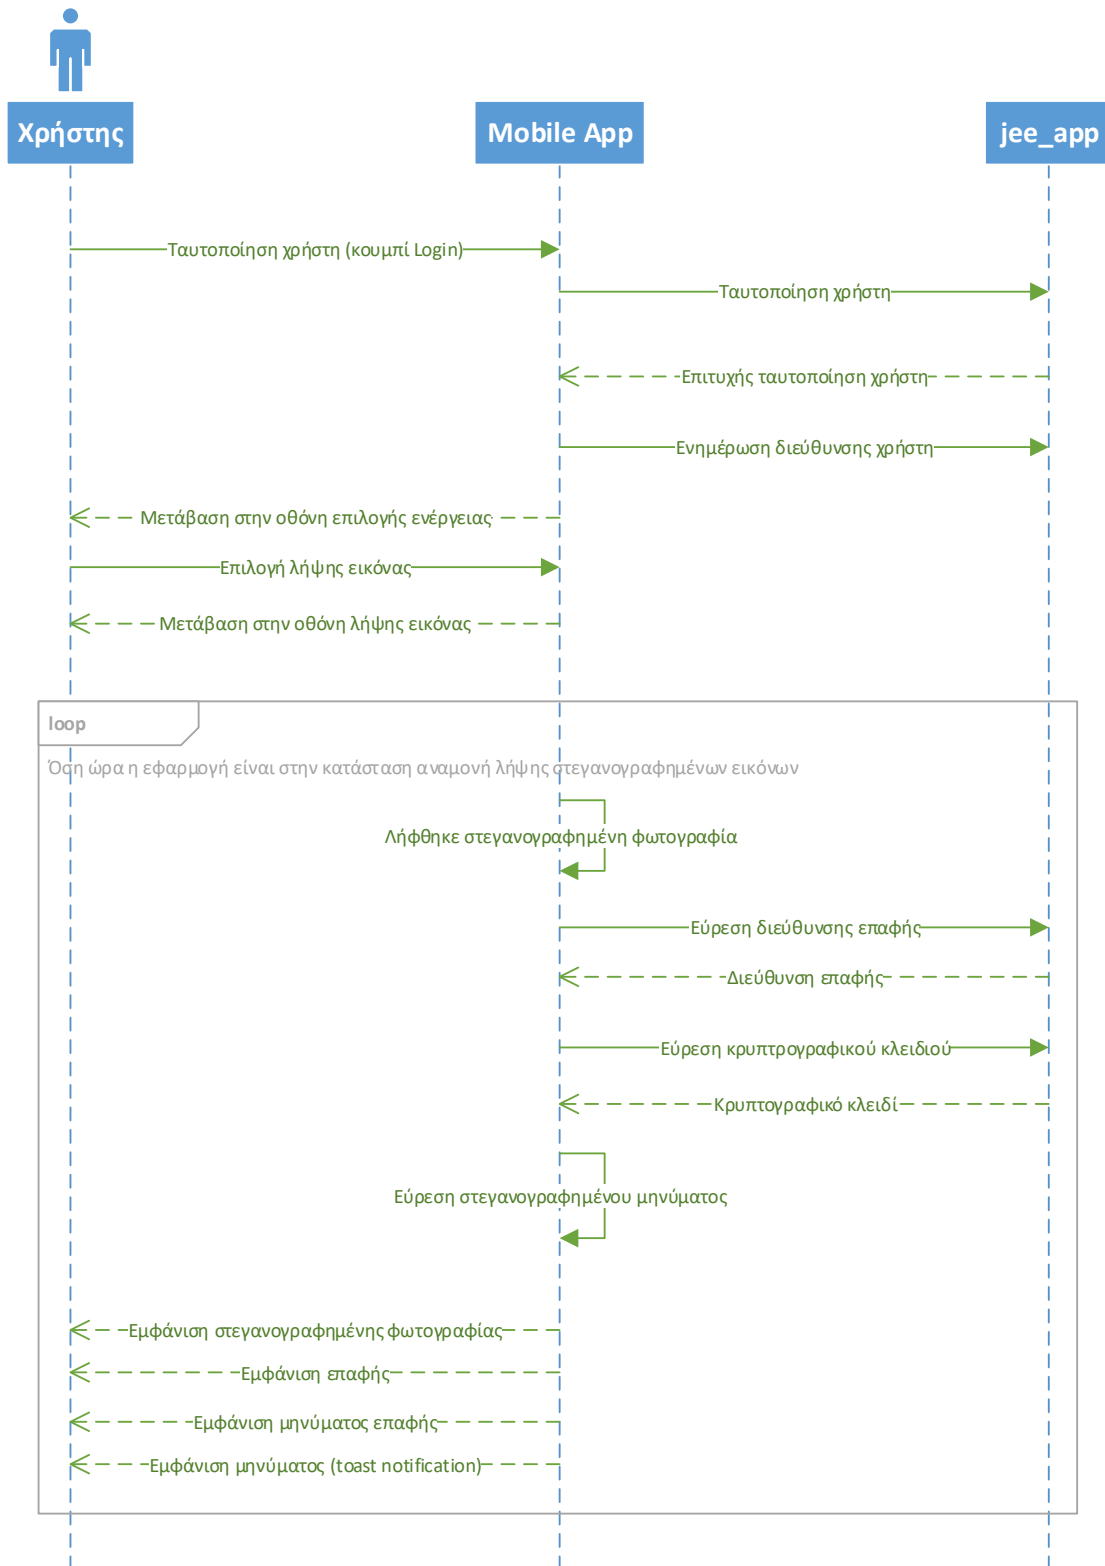 Χρήστης
Mobile App
jee_app
Ταυτοποίηση χρήστη (κουμπί Login)
Ταυτοποίηση χρήστη
Επιτυχής ταυτοποίηση χρήστη
Ενημέρωση διεύθυνσης χρήστη
Μετάβαση στην οθόνη επιλογής ενέργειας
Επιλογή λήψης εικόνας
Μετάβαση στην οθόνη λήψης εικόνας
loop
Όση ώρα η εφαρμογή είναι στην κατάσταση αναμονή λήψης στεγανογραφημένων εικόνων
Λήφθηκε στεγανογραφημένη φωτογραφία
Εύρεση διεύθυνσης επαφής
Διεύθυνση επαφής
Εύρεση κρυπτρογραφικού κλειδιού
Κρυπτογραφικό κλειδί
Εύρεση στεγανογραφημένου μηνύματος
Εμφάνιση στεγανογραφημένης φωτογραφίας
Εμφάνιση επαφής
Εμφάνιση μηνύματος επαφής
Εμφάνιση μηνύματος (toast notification)